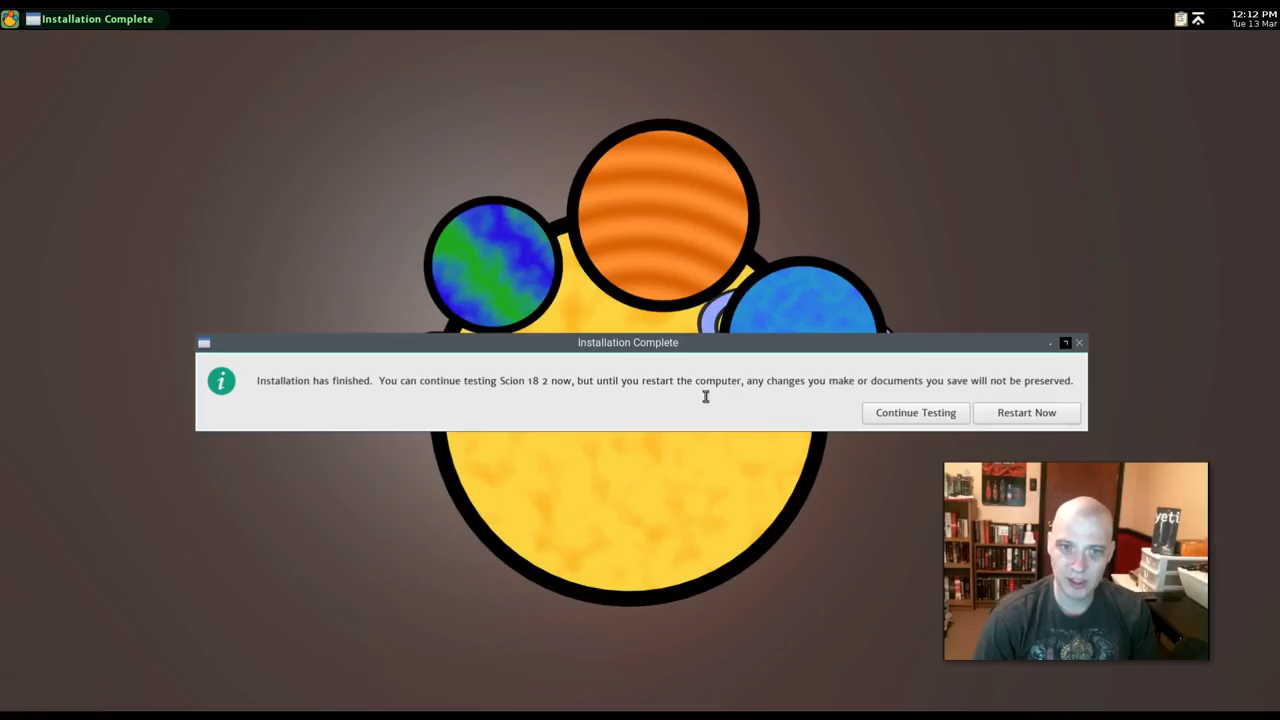 Installation Complete
12:12 PM
Tue 13 Mar
Installation Complete
Installation has finished.  You can continue testing Scion 18 2 now, but until you restart the computer, any changes you make or documents you save will not be preserved.
Continue Testing
Restart Now
yeti